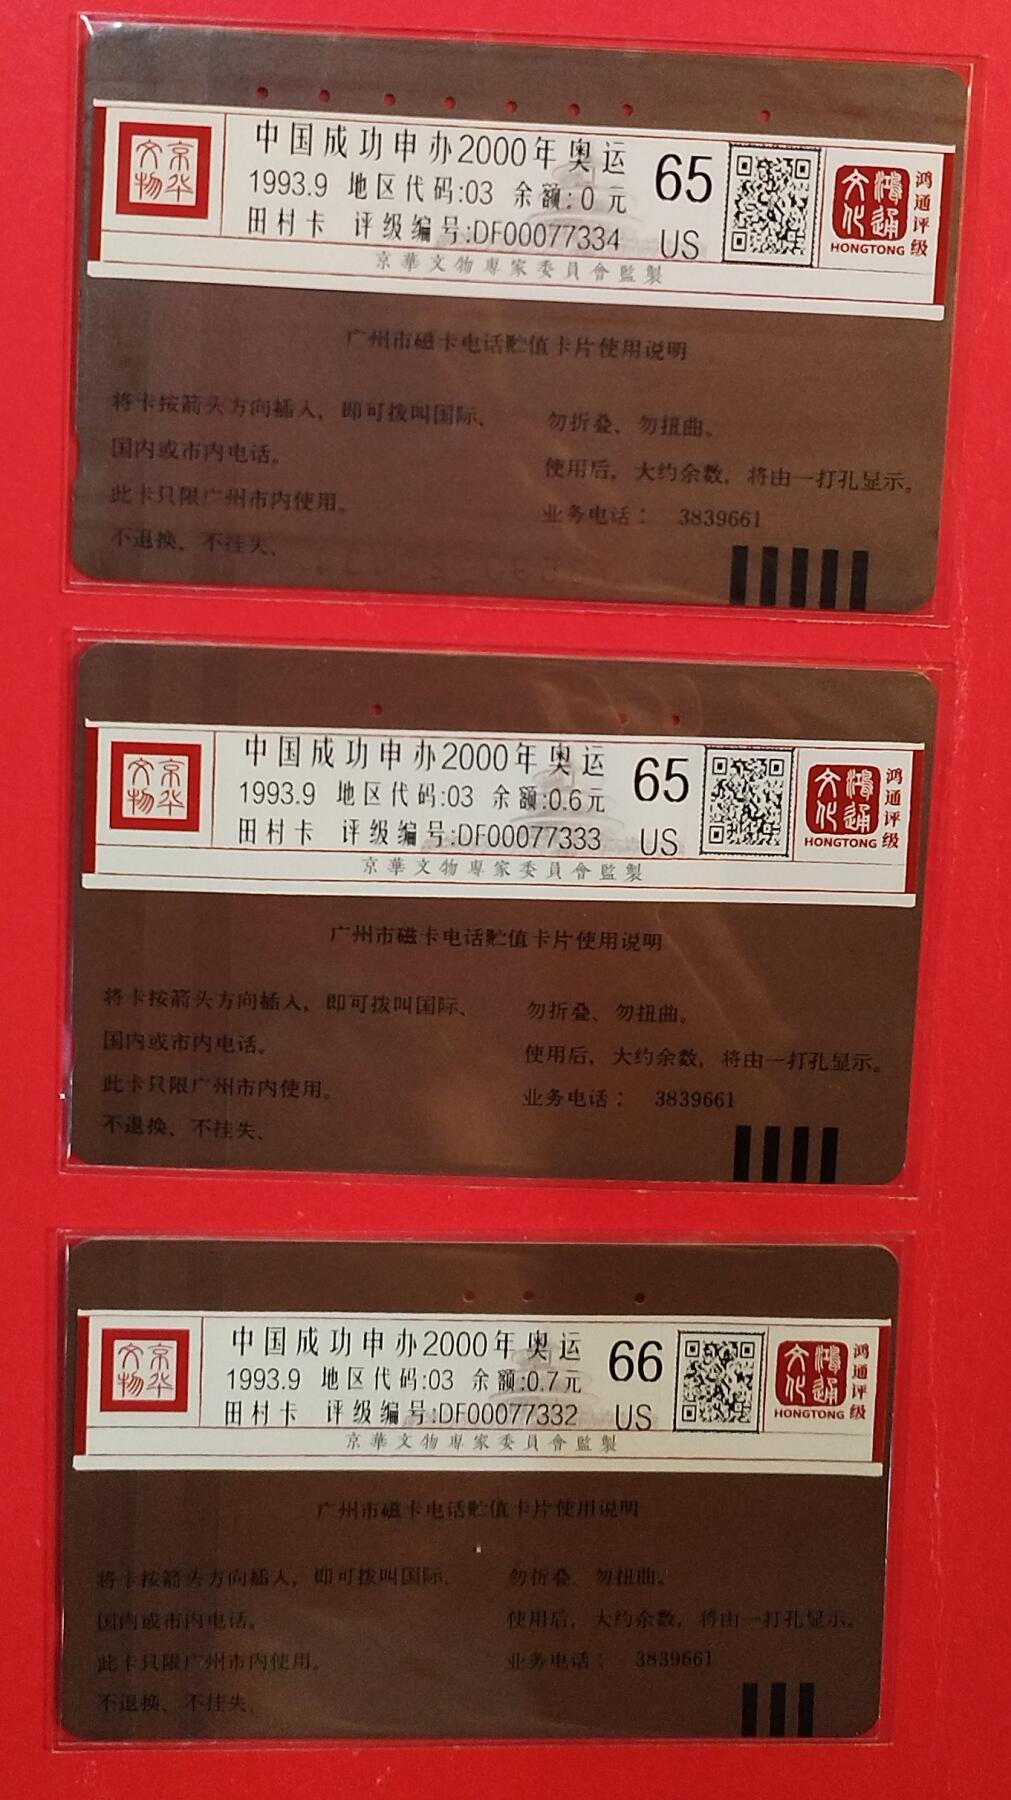 中国成功申办2000年奥运
1993.9 地区代码:03 余额:0元
田村卡 评级编号:DF00077334
65
US
京华文物
鸿通文化
HONGTONG
鸿通评级
京華文物專家委員會監製
广州市磁卡电话贮值卡片使用说明
将卡按箭头方向插入，即可拨叫国际、
国内或市内电话。
此卡只限广州市内使用。
不退换、不挂失、
勿折叠、勿扭曲。
使用后，大约余数，将由一打孔显示。
业务电话： 3839661
中国成功申办2000年奥运
1993.9 地区代码:03 余额:0.6元
田村卡 评级编号:DF00077333
65
US
京华文物
鸿通文化
HONGTONG
鸿通评级
京華文物專家委員會監製
广州市磁卡电话贮值卡片使用说明
将卡按箭头方向插入，即可拨叫国际、
国内或市内电话。
此卡只限广州市内使用。
不退换、不挂失、
勿折叠、勿扭曲。
使用后，大约余数，将由一打孔显示。
业务电话： 3839661
中国成功申办2000年奥运
1993.9 地区代码:03 余额:0.7元
田村卡 评级编号:DF00077332
66
US
京华文物
鸿通文化
HONGTONG
鸿通评级
京華文物專家委員會監製
广州市磁卡电话贮值卡片使用说明
将卡按箭头方向插入，即可拨叫国际、
国内或市内电话。
此卡只限广州市内使用。
不退换、不挂失、
勿折叠、勿扭曲。
使用后，大约余数，将由一打孔显示。
业务电话： 3839661